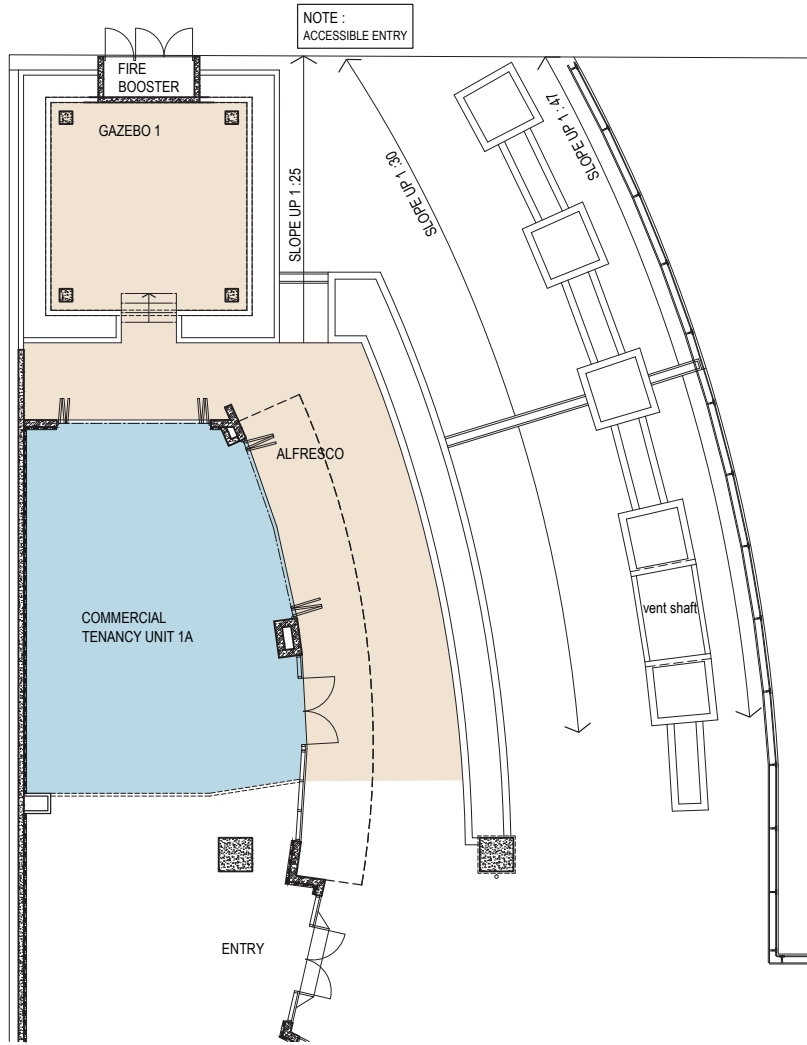 NOTE :
ACCESSIBLE ENTRY
FIRE
BOOSTER
GAZEBO 1
SLOPE UP 1 :25
SLOPE UP 1 :30
SLOPE UP 1 : 47
ALFRESCO
COMMERCIAL
TENANCY UNIT 1A
vent shaft
ENTRY